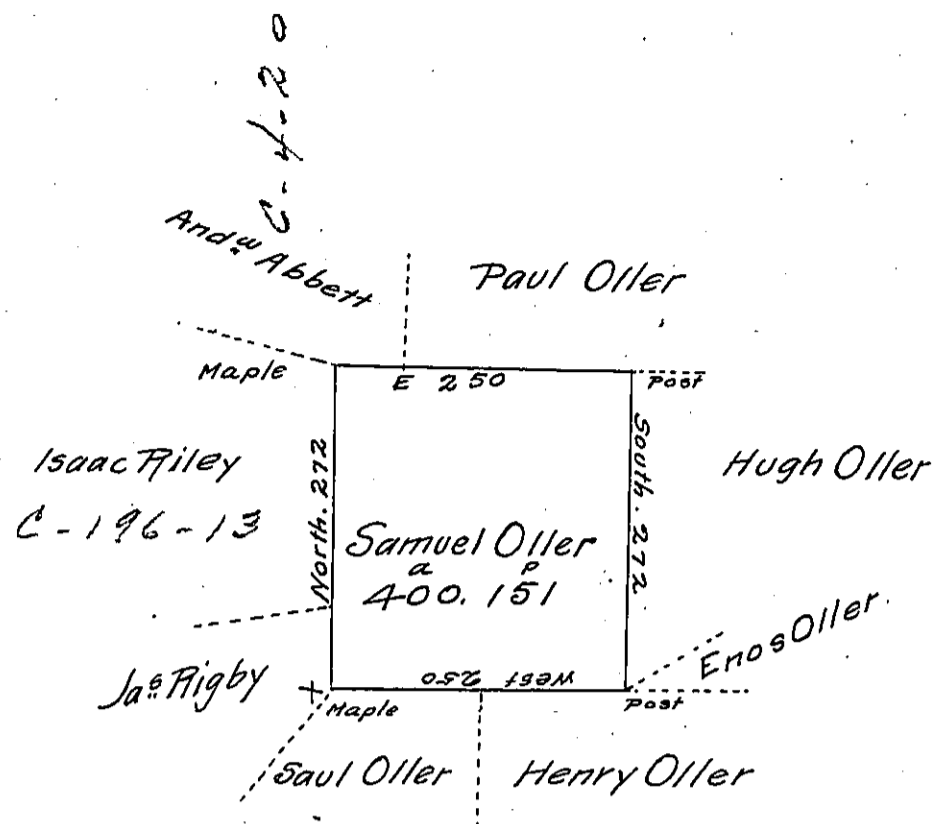 C-4-20
Andw Abbett
Paul Oller
Maple
E 250
Post
Isaac Riley
C-196-13
North. 272
South. 272
Hugh Oller
Samuel Oller
a p
400. 151
Enos Oller.
Jas Rigby
West 250
Maple
Post
Saul Oller
Henry Oller